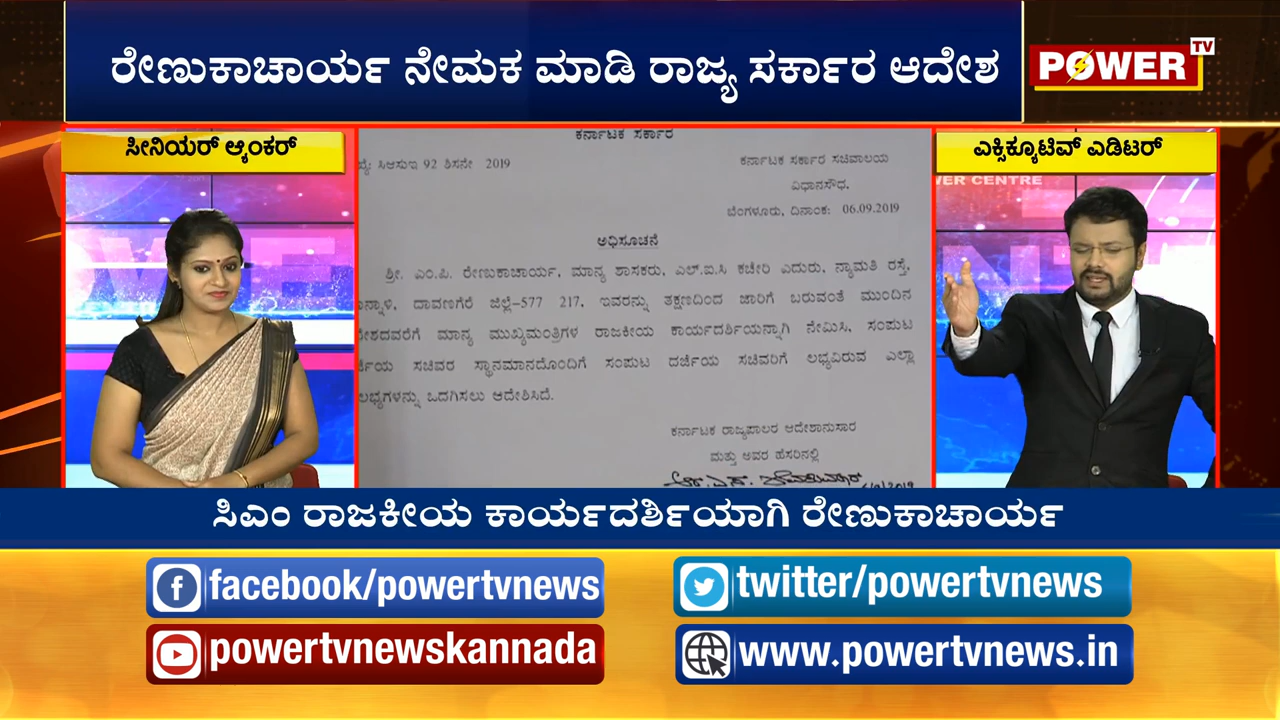 ರೇಣುಕಾಚಾರ್ಯ ನೇಮಕ ಮಾಡಿ ರಾಜ್ಯ ಸರ್ಕಾರ ಆದೇಶ
POWER TV
ಸೀನಿಯರ್ ಆ್ಯಂಕರ್
ಎಕ್ಸಿಕ್ಯೂಟಿವ್ ಎಡಿಟರ್
WER CENTRE
ಕರ್ನಾಟಕ ಸರ್ಕಾರ
ಖ್ಯೆ: ಸಿಆಸುಇ 92 ಶಿಸನೇ 2019
ಕರ್ನಾಟಕ ಸರ್ಕಾರ ಸಚಿವಾಲಯ
ವಿಧಾನಸೌಧ,
ಬೆಂಗಳೂರು, ದಿನಾಂಕ: 06.09.2019
ಅಧಿಸೂಚನೆ
ಶ್ರೀ. ಎಂ.ಪಿ. ರೇಣುಕಾಚಾರ್ಯ, ಮಾನ್ಯ ಶಾಸಕರು, ಎಲ್.ಐ.ಸಿ ಕಚೇರಿ ಎದುರು, ನ್ಯಾಮತಿ ರಸ್ತೆ,
ನ್ನಾಳಿ, ದಾವಣಗೆರೆ ಜಿಲ್ಲೆ-577 217, ಇವರನ್ನು ತಕ್ಷಣದಿಂದ ಜಾರಿಗೆ ಬರುವಂತೆ ಮುಂದಿನ
ದೇಶದವರೆಗೆ ಮಾನ್ಯ ಮುಖ್ಯಮಂತ್ರಿಗಳ ರಾಜಕೀಯ ಕಾರ್ಯದರ್ಶಿಯನ್ನಾಗಿ ನೇಮಿಸಿ, ಸಂಪುಟ
ರ್ಜೆಯ ಸಚಿವರ ಸ್ಥಾನಮಾನದೊಂದಿಗೆ ಸಂಪುಟ ದರ್ಜೆಯ ಸಚಿವರಿಗೆ ಲಭ್ಯವಿರುವ ಎಲ್ಲಾ
ಲಭ್ಯಗಳನ್ನು ಒದಗಿಸಲು ಆದೇಶಿಸಿದೆ.
ಕರ್ನಾಟಕ ರಾಜ್ಯಪಾಲರ ಆದೇಶಾನುಸಾರ
ಮತ್ತು ಅವರ ಹೆಸರಿನಲ್ಲಿ
ಸಿಎಂ ರಾಜಕೀಯ ಕಾರ್ಯದರ್ಶಿಯಾಗಿ ರೇಣುಕಾಚಾರ್ಯ
facebook/powertvnews
twitter/powertvnews
powertvnewskannada
www.powertvnews.in